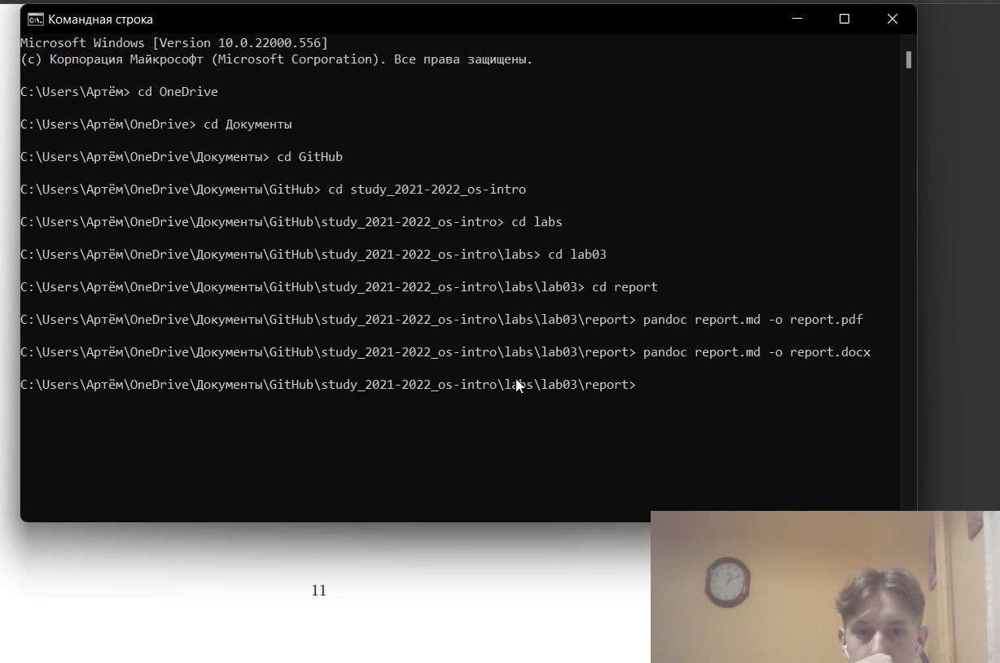 Командная строка
Microsoft Windows [Version 10.0.22000.556]
(c) Корпорация Майкрософт (Microsoft Corporation). Все права защищены.
C:\Users\Артём> cd OneDrive
C:\Users\Артём\OneDrive> cd Документы
C:\Users\Артём\OneDrive\Документы> cd GitHub
C:\Users\Артём\OneDrive\Документы\GitHub> cd study_2021-2022_os-intro
C:\Users\Артём\OneDrive\Документы\GitHub\study_2021-2022_os-intro> cd labs
C:\Users\Артём\OneDrive\Документы\GitHub\study_2021-2022_os-intro\labs> cd lab03
C:\Users\Артём\OneDrive\Документы\GitHub\study_2021-2022_os-intro\labs\lab03> cd report
C:\Users\Артём\OneDrive\Документы\GitHub\study_2021-2022_os-intro\labs\lab03\report> pandoc report.md -o report.pdf
C:\Users\Артём\OneDrive\Документы\GitHub\study_2021-2022_os-intro\labs\lab03\report> pandoc report.md -o report.docx
C:\Users\Артём\OneDrive\Документы\GitHub\study_2021-2022_os-intro\labs\lab03\report>
11